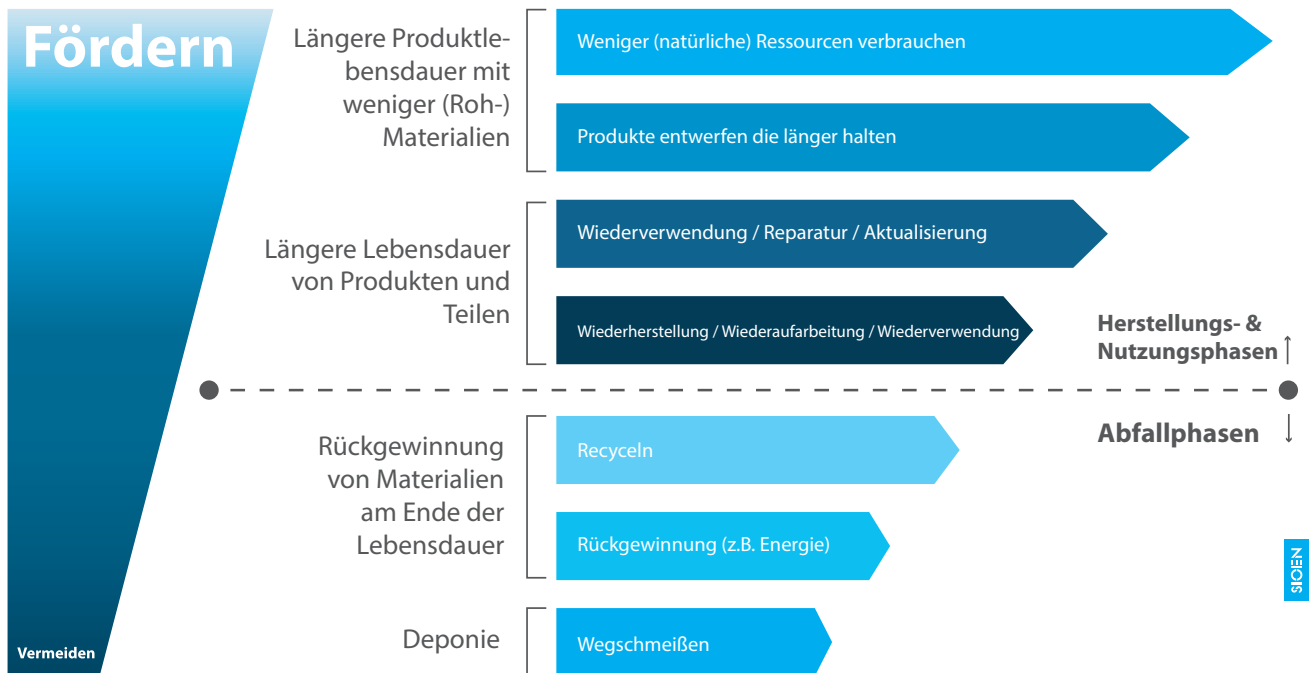 Fördern
Längere Produktle-
bensdauer mit
weniger (Roh-)
Materialien
Weniger (natürliche) Ressourcen verbrauchen
Produkte entwerfen die länger halten
Längere Lebensdauer
von Produkten und
Teilen
Wiederverwendung / Reparatur / Aktualisierung
Wiederherstellung / Wiederaufarbeitung / Wiederverwendung
Herstellungs- &
Nutzungsphasen ↑
Abfallphasen ↓
Rückgewinnung
von Materialien
am Ende der
Lebensdauer
Recyceln
Rückgewinnung (z.B. Energie)
SIOEN
Deponie
Wegschmeißen
Vermeiden